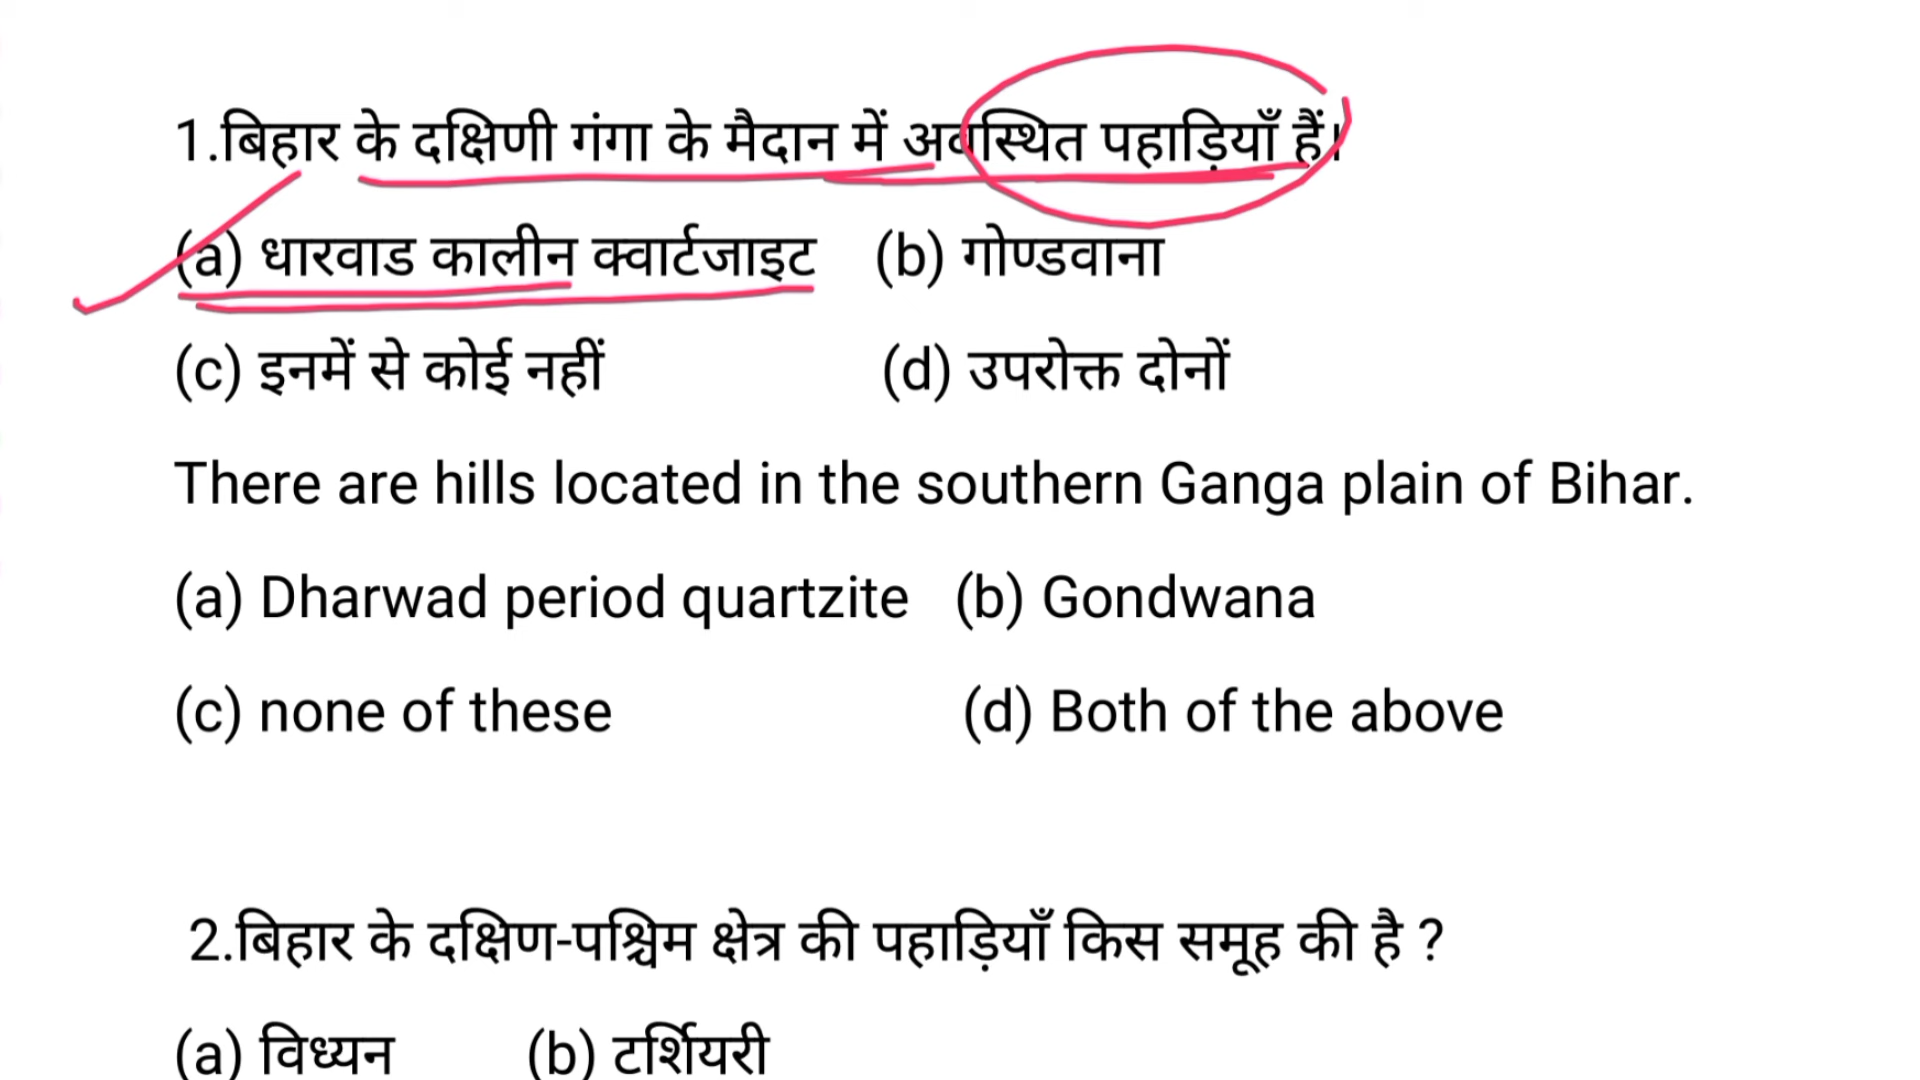 1.बिहार के दक्षिणी गंगा के मैदान में अवस्थित पहाड़ियाँ हैं।
(a) धारवाड कालीन क्वार्टजाइट (b) गोण्डवाना
(c) इनमें से कोई नहीं (d) उपरोक्त दोनों
There are hills located in the southern Ganga plain of Bihar.
(a) Dharwad period quartzite (b) Gondwana
(c) none of these (d) Both of the above
2.बिहार के दक्षिण-पश्चिम क्षेत्र की पहाड़ियाँ किस समूह की है ?
(a) विध्यन (b) टर्शियरी